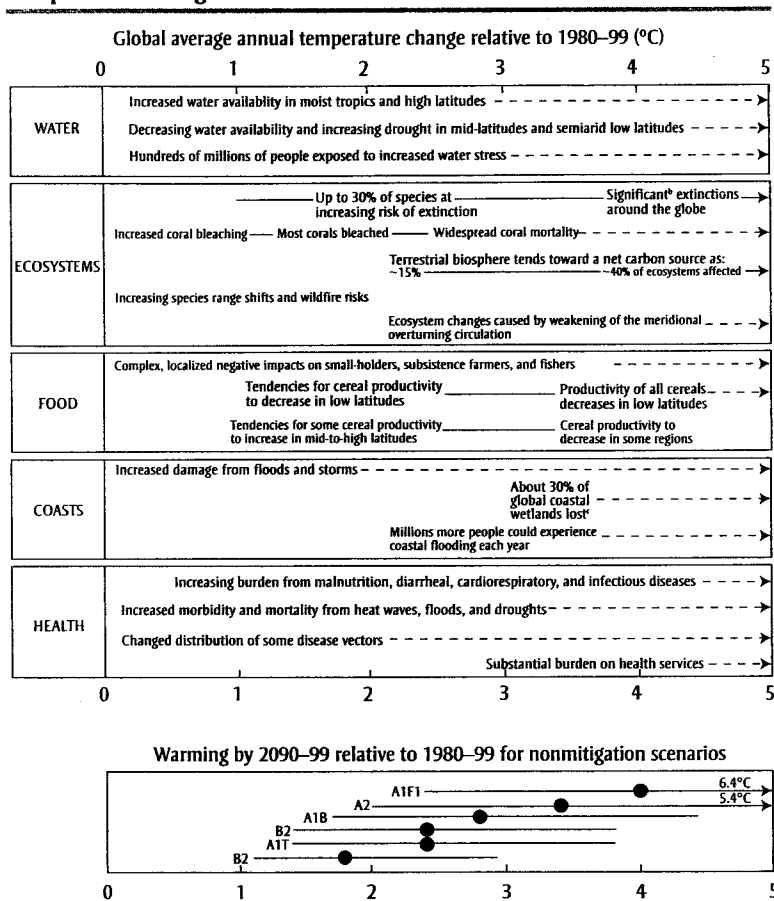 Global average annual temperature change relative to 1980–99 (ºC)
0 1 2 3 4 5
WATER
Increased water availablity in moist tropics and high latitudes
Decreasing water availability and increasing drought in mid-latitudes and semiarid low latitudes
Hundreds of millions of people exposed to increased water stress
ECOSYSTEMS
Up to 30% of species at
increasing risk of extinction
Significantᵇ extinctions
around the globe
Increased coral bleaching Most corals bleached Widespread coral mortality
Terrestrial biosphere tends toward a net carbon source as:
~15% ~40% of ecosystems affected
Increasing species range shifts and wildfire risks
Ecosystem changes caused by weakening of the meridional
overturning circulation
FOOD
Complex, localized negative impacts on small-holders, subsistence farmers, and fishers
Tendencies for cereal productivity
to decrease in low latitudes
Productivity of all cereals
decreases in low latitudes
Tendencies for some cereal productivity
to increase in mid-to-high latitudes
Cereal productivity to
decrease in some regions
COASTS
Increased damage from floods and storms
About 30% of
global coastal
wetlands lostᶜ
Millions more people could experience
coastal flooding each year
HEALTH
Increasing burden from malnutrition, diarrheal, cardiorespiratory, and infectious diseases
Increased morbidity and mortality from heat waves, floods, and droughts
Changed distribution of some disease vectors
Substantial burden on health services
0 1 2 3 4 5
Warming by 2090–99 relative to 1980–99 for nonmitigation scenarios
A1F1 6.4ºC
A2 5.4ºC
A1B
B2
A1T
B2
0 1 2 3 4